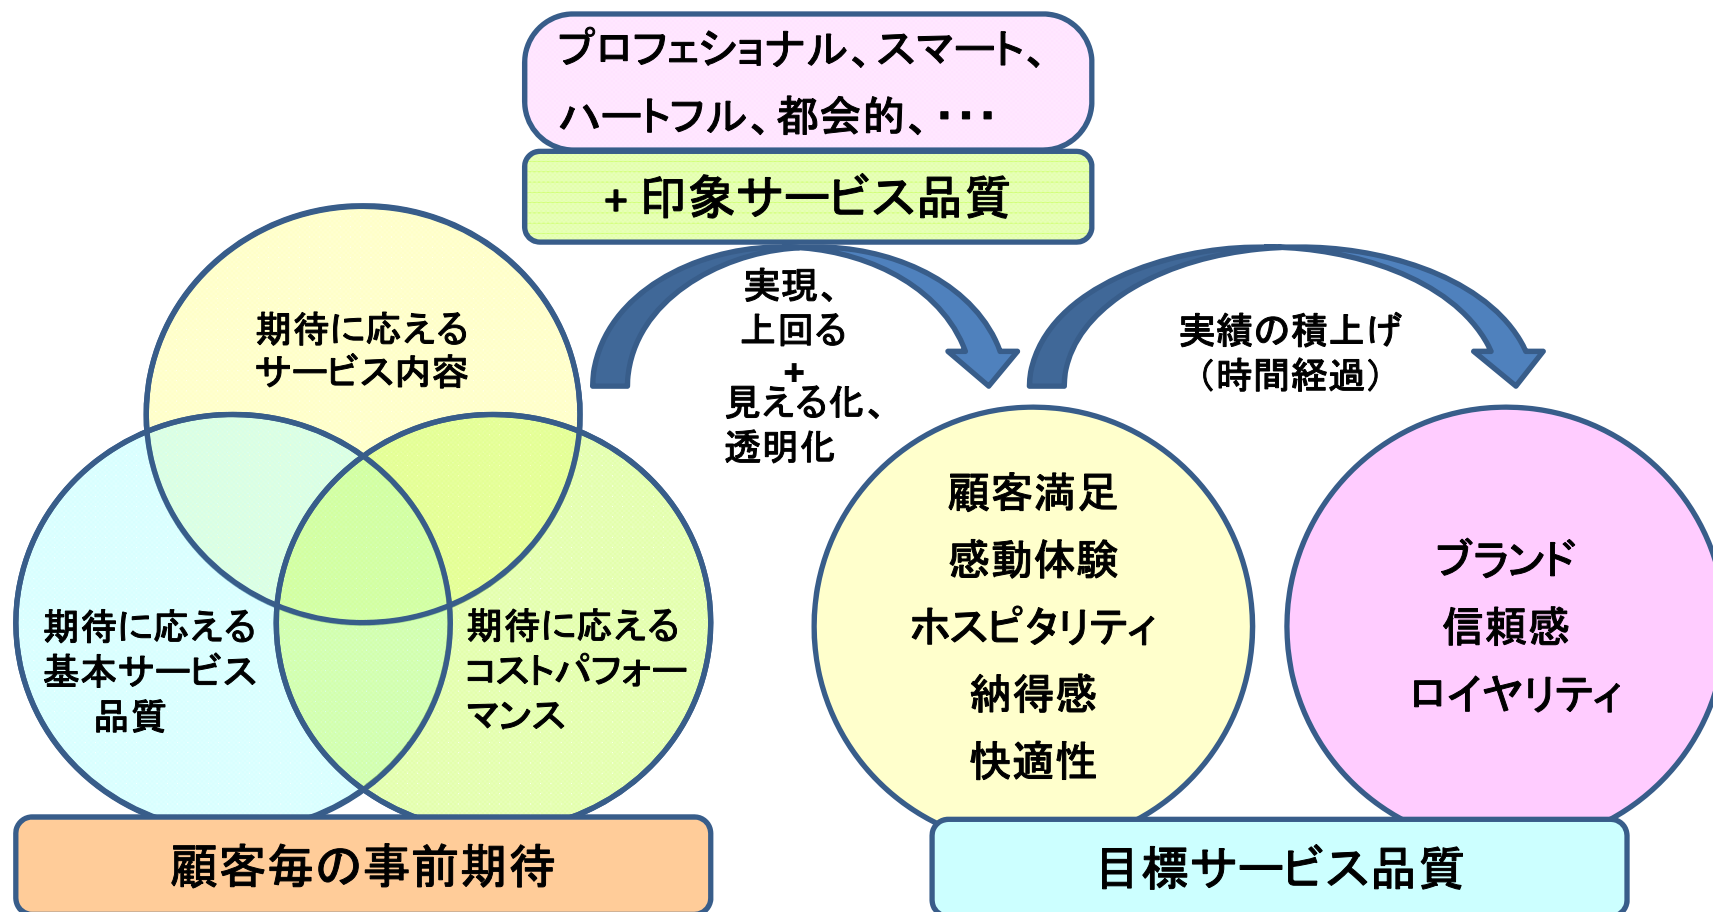 プロフェショナル、スマート、
ハートフル、都会的、・・・
+ 印象サービス品質
期待に応える
サービス内容
期待に応える
基本サービス
品質
期待に応える
コストパフォー
マンス
顧客毎の事前期待
実現、
上回る
+
見える化、
透明化
実績の積上げ
（時間経過）
顧客満足
感動体験
ホスピタリティ
納得感
快適性
ブランド
信頼感
ロイヤリティ
目標サービス品質